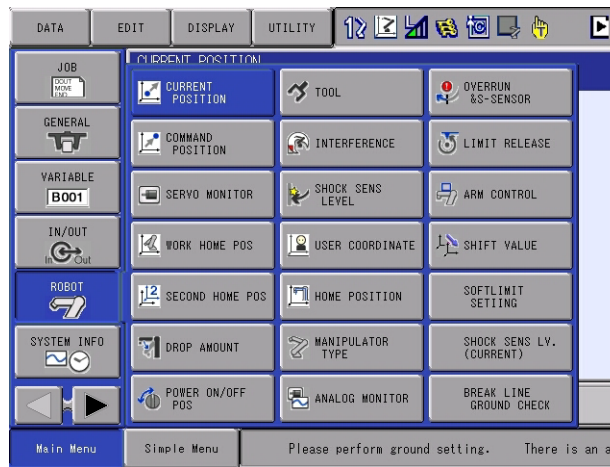 DATA
EDIT
DISPLAY
UTILITY
JOB
DOUT
MOVE
END
GENERAL
VARIABLE
B001
IN/OUT
In Out
ROBOT
SYSTEM INFO
CURRENT POSITION
CURRENT
POSITION
TOOL
OVERRUN
&S-SENSOR
COMMAND
POSITION
INTERFERENCE
LIMIT RELEASE
SERVO MONITOR
SHOCK SENS
LEVEL
ARM CONTROL
WORK HOME POS
USER COORDINATE
SHIFT VALUE
SECOND HOME POS
HOME POSITION
SOFTLIMIT
SETIING
DROP AMOUNT
MANIPULATOR
TYPE
SHOCK SENS LV.
(CURRENT)
POWER ON/OFF
POS
ANALOG MONITOR
BREAK LINE
GROUND CHECK
Main Menu
Simple Menu
Please perform ground setting. There is an a